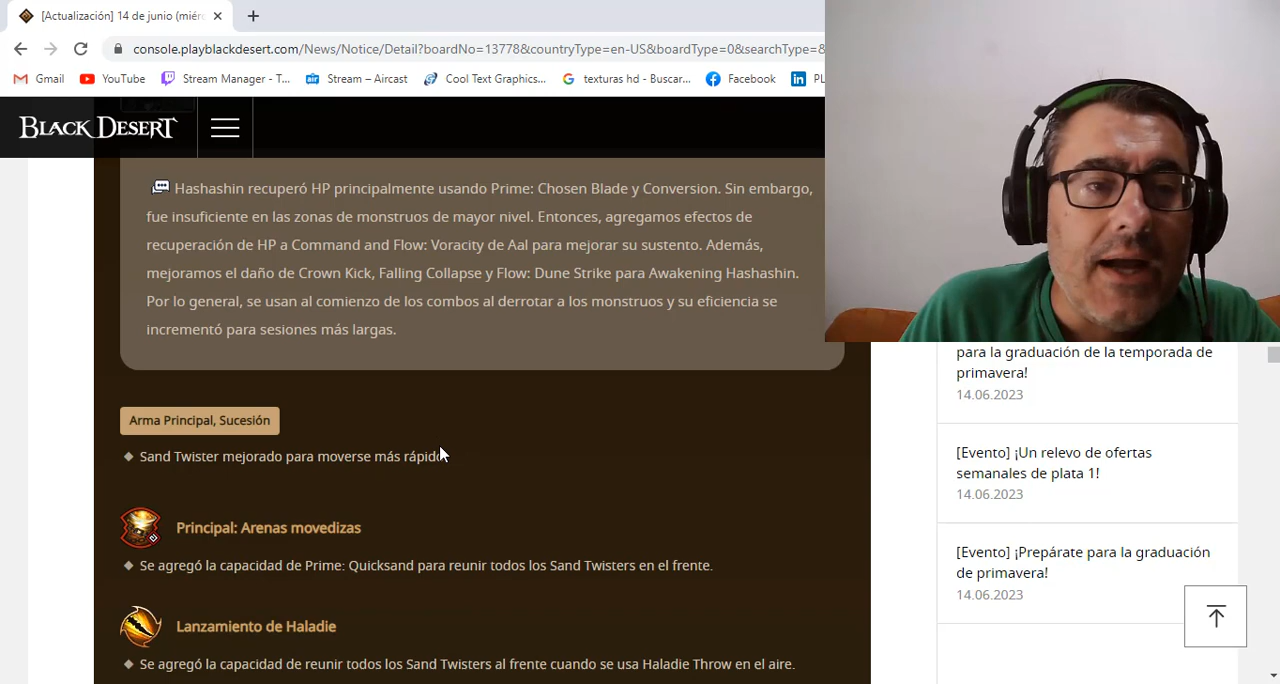 [Actualización] 14 de junio (miérc
console.playblackdesert.com/News/Notice/Detail?boardNo=13778&countryType=en-US&boardType=0&searchType=&
Gmail YouTube Stream Manager - T... Stream – Aircast Cool Text Graphics... texturas hd - Buscar... Facebook PL
BLACK DESERT
Hashashin recuperó HP principalmente usando Prime: Chosen Blade y Conversion. Sin embargo,
fue insuficiente en las zonas de monstruos de mayor nivel. Entonces, agregamos efectos de
recuperación de HP a Command and Flow: Voracity de Aal para mejorar su sustento. Además,
mejoramos el daño de Crown Kick, Falling Collapse y Flow: Dune Strike para Awakening Hashashin.
Por lo general, se usan al comienzo de los combos al derrotar a los monstruos y su eficiencia se
incrementó para sesiones más largas.
Arma Principal, Sucesión
Sand Twister mejorado para moverse más rápido
Principal: Arenas movedizas
Se agregó la capacidad de Prime: Quicksand para reunir todos los Sand Twisters en el frente.
Lanzamiento de Haladie
Se agregó la capacidad de reunir todos los Sand Twisters al frente cuando se usa Haladie Throw en el aire.
para la graduación de la temporada de
primavera!
14.06.2023
[Evento] ¡Un relevo de ofertas
semanales de plata 1!
14.06.2023
[Evento] ¡Prepárate para la graduación
de primavera!
14.06.2023